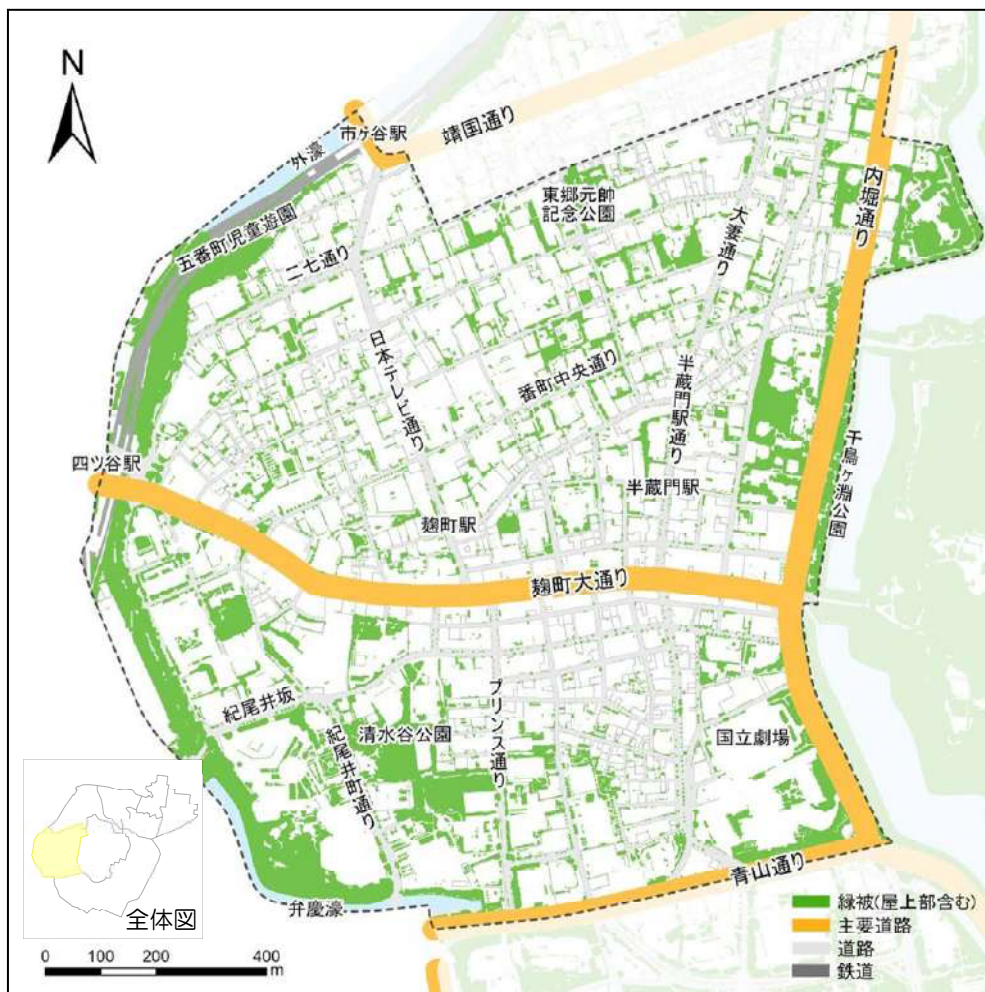 N
市ケ谷駅
靖国通り
外濠
五番町児童遊園
二七通り
東郷元帥
記念公園
大妻通り
内堀通り
日本テレビ通り
番町中央通り
半蔵門駅通り
千鳥ヶ淵公園
四ツ谷駅
麹町駅
半蔵門駅
麹町大通り
紀尾井坂
清水谷公園
紀尾井町通り
プリンス通り
国立劇場
青山通り
弁慶濠
全体図
0 100 200 400
m
緑被(屋上部含む)
主要道路
道路
鉄道